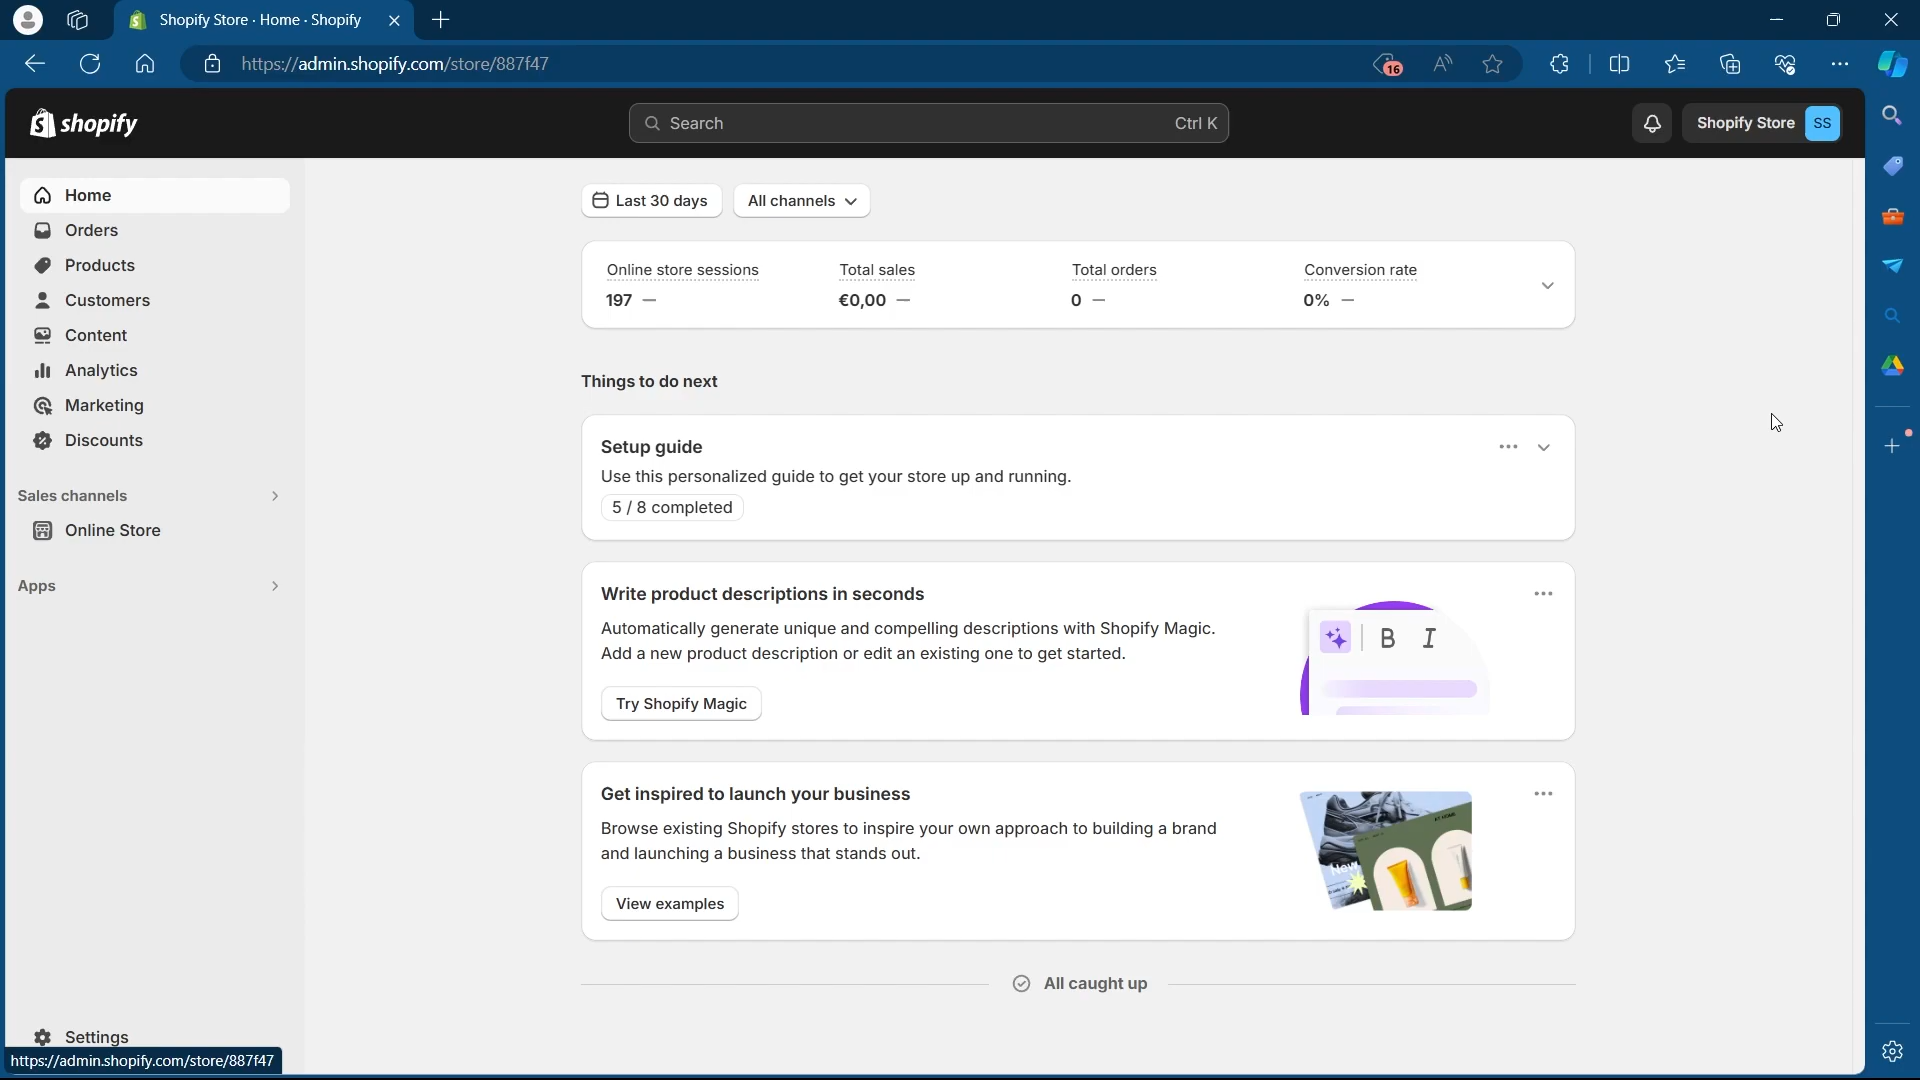 Shopify Store · Home · Shopify
https://admin.shopify.com/store/887f47
16
shopify
Search
Ctrl K
Shopify Store
SS
Home
Orders
Products
Customers
Content
Analytics
Marketing
Discounts
Sales channels
Online Store
Apps
Settings
https://admin.shopify.com/store/887f47
Last 30 days
All channels
Online store sessions
197 —
Total sales
€0,00 —
Total orders
0 —
Conversion rate
0% —
Things to do next
Setup guide
Use this personalized guide to get your store up and running.
5 / 8 completed
Write product descriptions in seconds
Automatically generate unique and compelling descriptions with Shopify Magic.
Add a new product description or edit an existing one to get started.
Try Shopify Magic
B I
Get inspired to launch your business
Browse existing Shopify stores to inspire your own approach to building a brand
and launching a business that stands out.
View examples
New
All caught up